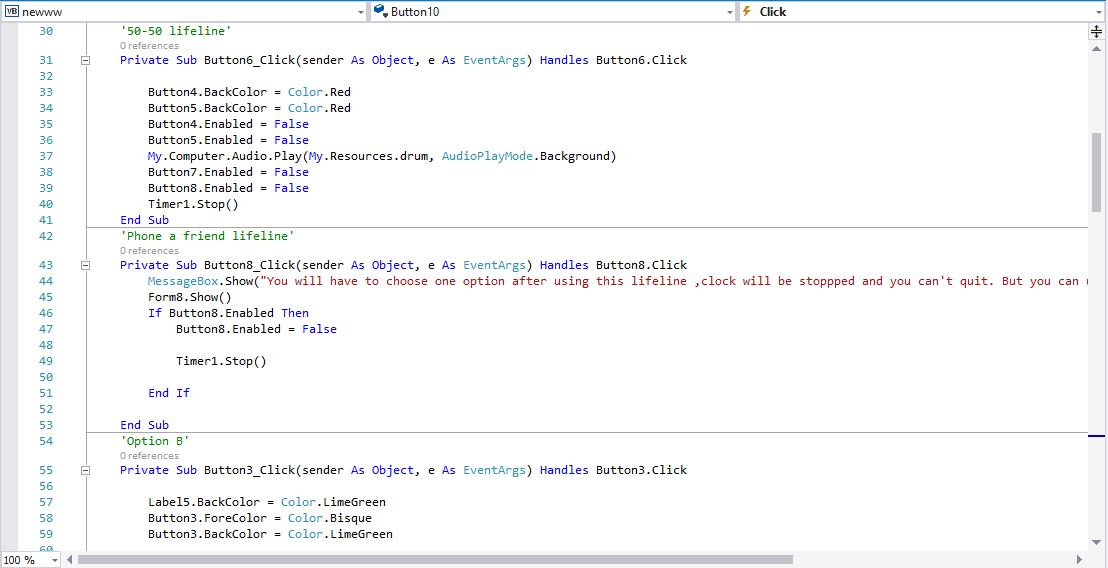 VB newww Button10 Click
30 '50-50 lifeline'
0 references
31 Private Sub Button6_Click(sender As Object, e As EventArgs) Handles Button6.Click
32
33 Button4.BackColor = Color.Red
34 Button5.BackColor = Color.Red
35 Button4.Enabled = False
36 Button5.Enabled = False
37 My.Computer.Audio.Play(My.Resources.drum, AudioPlayMode.Background)
38 Button7.Enabled = False
39 Button8.Enabled = False
40 Timer1.Stop()
41 End Sub
42 'Phone a friend lifeline'
0 references
43 Private Sub Button8_Click(sender As Object, e As EventArgs) Handles Button8.Click
44 MessageBox.Show("You will have to choose one option after using this lifeline ,clock will be stoppped and you can't quit. But you can
45 Form8.Show()
46 If Button8.Enabled Then
47 Button8.Enabled = False
48
49 Timer1.Stop()
50
51 End If
52
53 End Sub
54 'Option B'
0 references
55 Private Sub Button3_Click(sender As Object, e As EventArgs) Handles Button3.Click
56
57 Label5.BackColor = Color.LimeGreen
58 Button3.ForeColor = Color.Bisque
59 Button3.BackColor = Color.LimeGreen
60
100 %